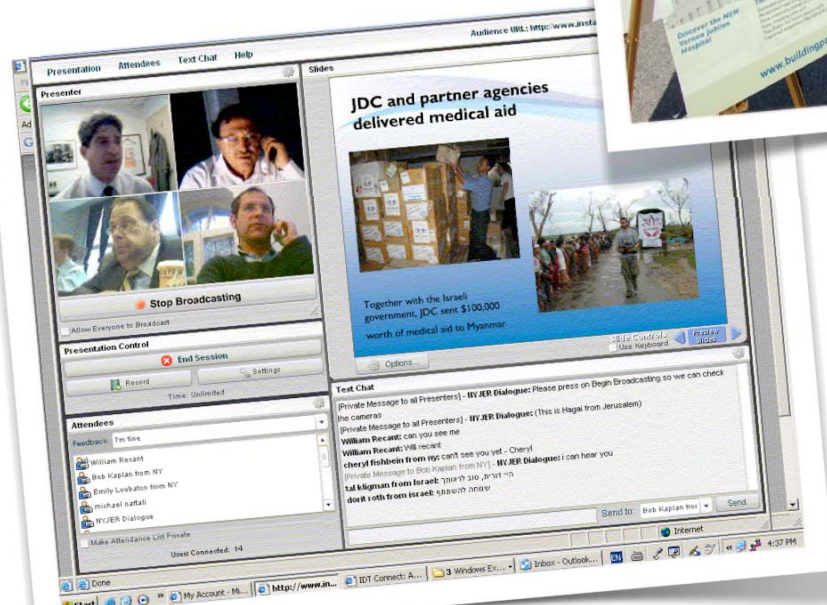 Presentation Attendees Text Chat Help
Audience URL: http://www.insta
Presenter
Slides
Stop Broadcasting
Allow Everyone to Broadcast
Presentation Control
End Session
Record
Settings
Time: Unlimited
Attendees
Feedback I'm fine
William Recant
Bob Kaplan from NY
Emily Loubaton from NY
michael naftali
NYJER Dialogue
Make Attendance List Private
Users Connected: 14
JDC and partner agencies
delivered medical aid
Together with the Israeli
government, JDC sent $100,000
worth of medical aid to Myanmar
Options...
Slide Controls
Use Keyboard
Preview
Slides
Text Chat
[Private Message to all Presenters] - NYJER Dialogue: Please press on Begin Broadcasting so we can check
the cameras
[Private Message to all Presenters] - NYJER Dialogue: (This is Hagai from Jerusalem)
William Recant: can you see me
William Recant: Will recant
cheryl fishbein from ny: can't see you yet - Cheryl
[Private Message to Bob Kaplan from NY] - NYJER Dialogue: i can hear you
tal kligman from Israel: היי דורית, טוב לראותך
dorit roth from israel: שמחה להשתתף
Send to: Bob Kaplan fror
Send
Done
Internet
Start
My Account - Mi...
http://www.in...
IDT Connect: A...
3 Windows Ex...
Inbox - Outlook...
EN
4:37 PM
Discover the NEW
Vernon Jubilee
Hospital
www.buildingpa